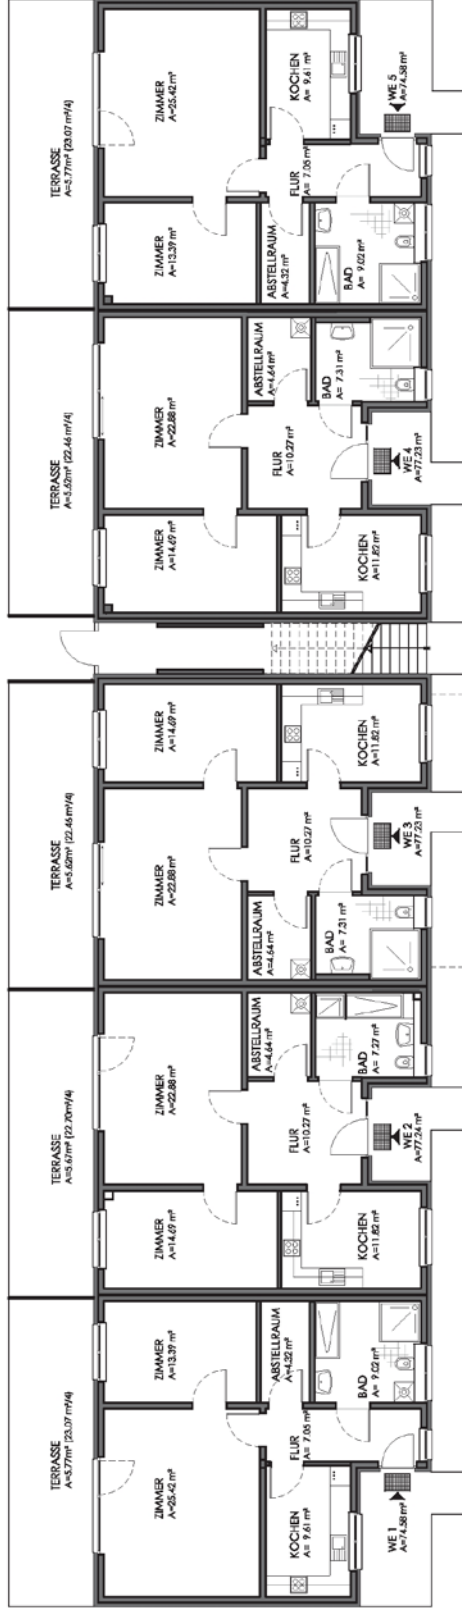 TERRASSE
A=5.77m² (23.07 m²/4)
ZIMMER
A=25.42 m²
ZIMMER
A=13.39 m²
KOCHEN
A= 9.61 m²
FLUR
A= 7.05 m²
ABSTELLRAUM
A=4.32 m²
BAD
A= 9.02 m²
WE 1
A=74.58 m²
TERRASSE
A=5.67m² (22.70m²/4)
ZIMMER
A=14.69 m²
ZIMMER
A=22.88 m²
KOCHEN
A=11.82 m²
FLUR
A=10.27 m²
ABSTELLRAUM
A=4.64 m²
BAD
A= 7.27 m²
WE 2
A=77.24 m²
TERRASSE
A=5.62m² (22.46 m²/4)
ZIMMER
A=22.88 m²
ZIMMER
A=14.69 m²
ABSTELLRAUM
A=4.64 m²
BAD
A= 7.31 m²
FLUR
A=10.27 m²
KOCHEN
A=11.82 m²
WE 3
A=77.23 m²
TERRASSE
A=5.62m² (22.46 m²/4)
ZIMMER
A=14.69 m²
ZIMMER
A=22.88 m²
KOCHEN
A=11.82 m²
FLUR
A=10.27 m²
ABSTELLRAUM
A=4.64 m²
BAD
A= 7.31 m²
WE 4
A=77.23 m²
TERRASSE
A=5.77m² (23.07 m²/4)
ZIMMER
A=13.39 m²
ZIMMER
A=25.42 m²
ABSTELLRAUM
A=4.32 m²
BAD
A= 9.02 m²
FLUR
A= 7.05 m²
KOCHEN
A= 9.61 m²
WE 5
A=74.58 m²